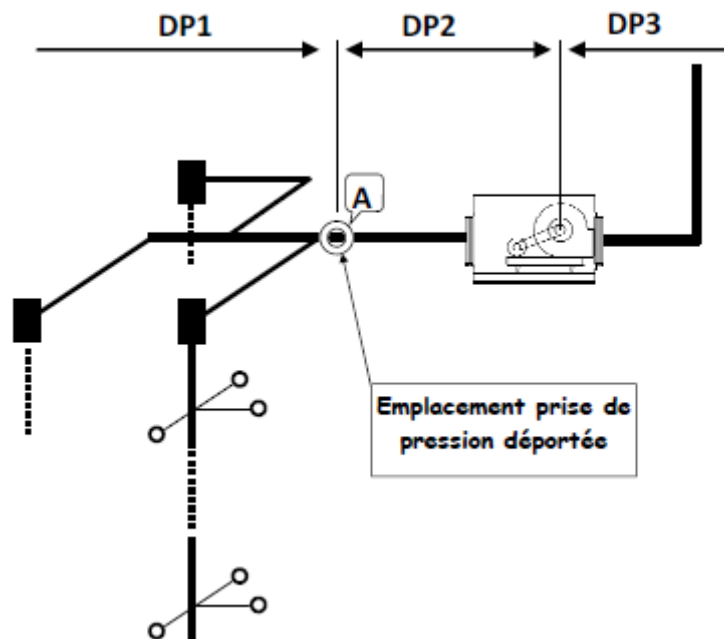 DP1
DP2
DP3
A
Emplacement prise de
pression déportée